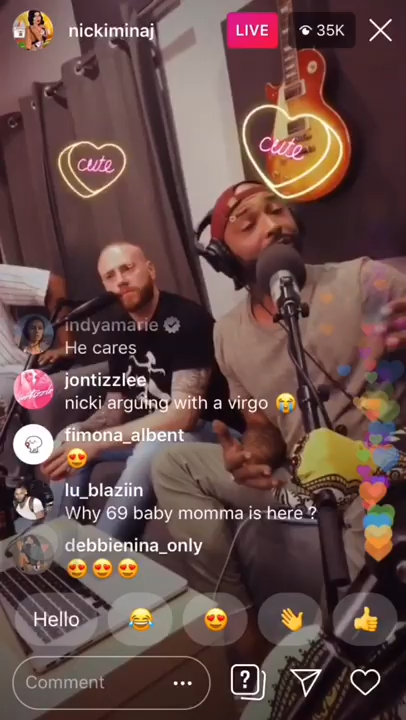 nickiminaj
LIVE
35K
cute
cute
indyamarie
He cares
jontizzlee
nicki arguing with a virgo 😭
fimona_albent
😍
lu_blaziin
Why 69 baby momma is here ?
debbienina_only
😍😍😍
Hello
😂
😍
👋
👍
Comment